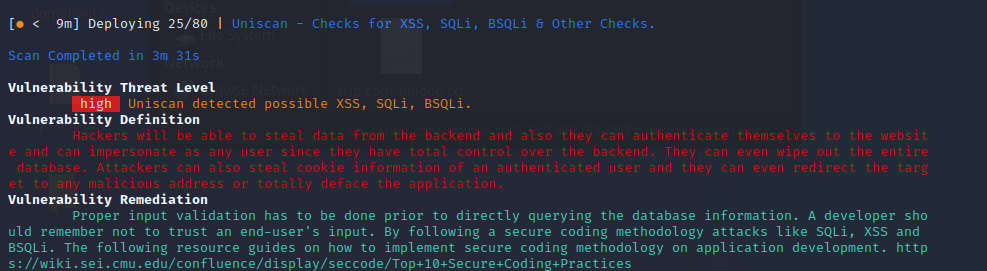 [● < 9m] Deploying 25/80 | Uniscan - Checks for XSS, SQLi, BSQLi & Other Checks.
Scan Completed in 3m 31s
Vulnerability Threat Level
high Uniscan detected possible XSS, SQLi, BSQLi.
Vulnerability Definition
Hackers will be able to steal data from the backend and also they can authenticate themselves to the websit
e and can impersonate as any user since they have total control over the backend. They can even wipe out the entire
database. Attackers can also steal cookie information of an authenticated user and they can even redirect the targ
et to any malicious address or totally deface the application.
Vulnerability Remediation
Proper input validation has to be done prior to directly querying the database information. A developer sho
uld remember not to trust an end-user's input. By following a secure coding methodology attacks like SQLi, XSS and
BSQLi. The following resource guides on how to implement secure coding methodology on application development. http
s://wiki.sei.cmu.edu/confluence/display/seccode/Top+10+Secure+Coding+Practices
Devices
File System
Network
Browse Network